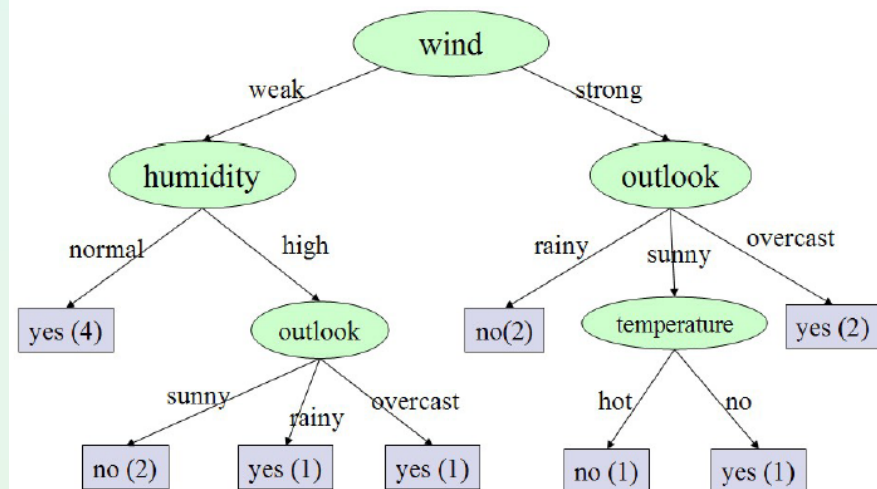 wind
weak
strong
humidity
outlook
normal
high
rainy
sunny
overcast
yes (4)
outlook
no(2)
temperature
yes (2)
sunny
rainy
overcast
hot
no
no (2)
yes (1)
yes (1)
no (1)
yes (1)